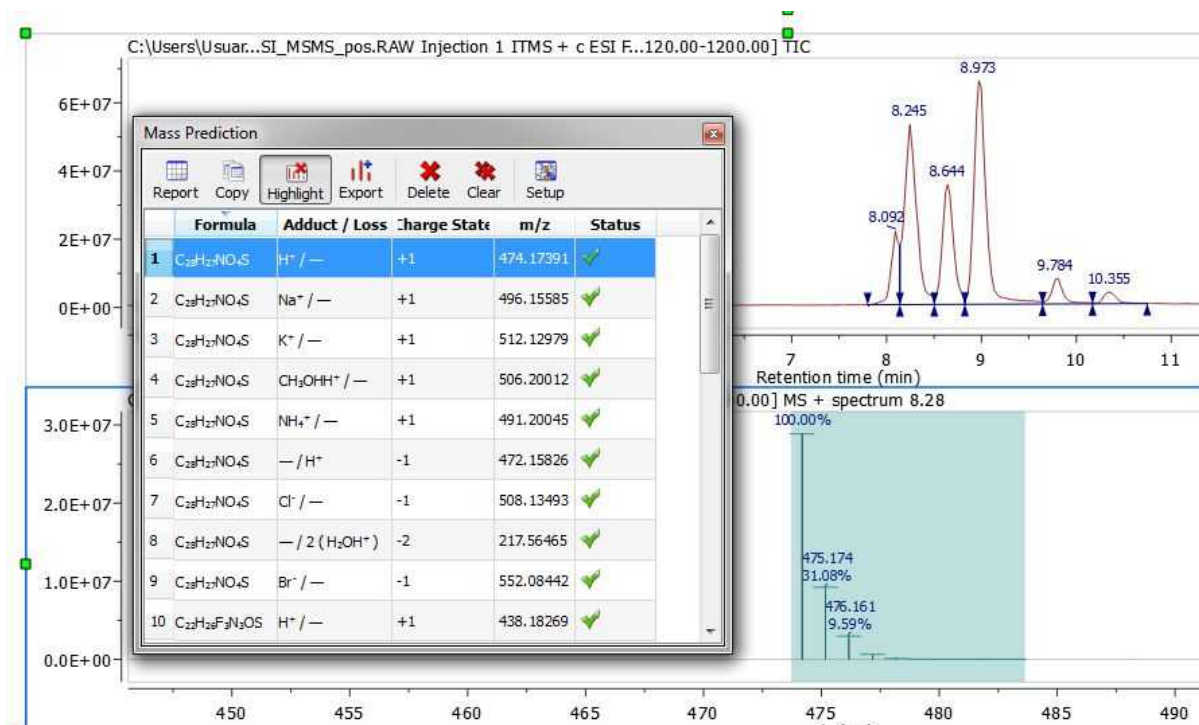 C:\Users\Usuar...SI_MSMS_pos.RAW Injection 1 ITMS + c ESI F...120.00-1200.00] TIC
6E+07
4E+07
2E+07
0E+00
8.092
8.245
8.644
8.973
9.784
10.355
7 8 9 10 11
Retention time (min)
Mass Prediction
Report Copy Highlight Export Delete Clear Setup
Formula Adduct / Loss Charge State m/z Status
1 C₂₈H₂₇NO₄S H⁺ / — +1 474.17391
2 C₂₈H₂₇NO₄S Na⁺ / — +1 496.15585
3 C₂₈H₂₇NO₄S K⁺ / — +1 512.12979
4 C₂₈H₂₇NO₄S CH₃OHH⁺ / — +1 506.20012
5 C₂₈H₂₇NO₄S NH₄⁺ / — +1 491.20045
6 C₂₈H₂₇NO₄S — / H⁺ -1 472.15826
7 C₂₈H₂₇NO₄S Cl⁻ / — -1 508.13493
8 C₂₈H₂₇NO₄S — / 2 ( H₂OH⁺ ) -2 217.56465
9 C₂₈H₂₇NO₄S Br⁻ / — -1 552.08442
10 C₂₂H₂₆F₃N₃OS H⁺ / — +1 438.18269
0.00] MS + spectrum 8.28
3.0E+07
2.0E+07
1.0E+07
0.0E+00
100.00%
475.174
31.08%
476.161
9.59%
450 455 460 465 470 475 480 485 490